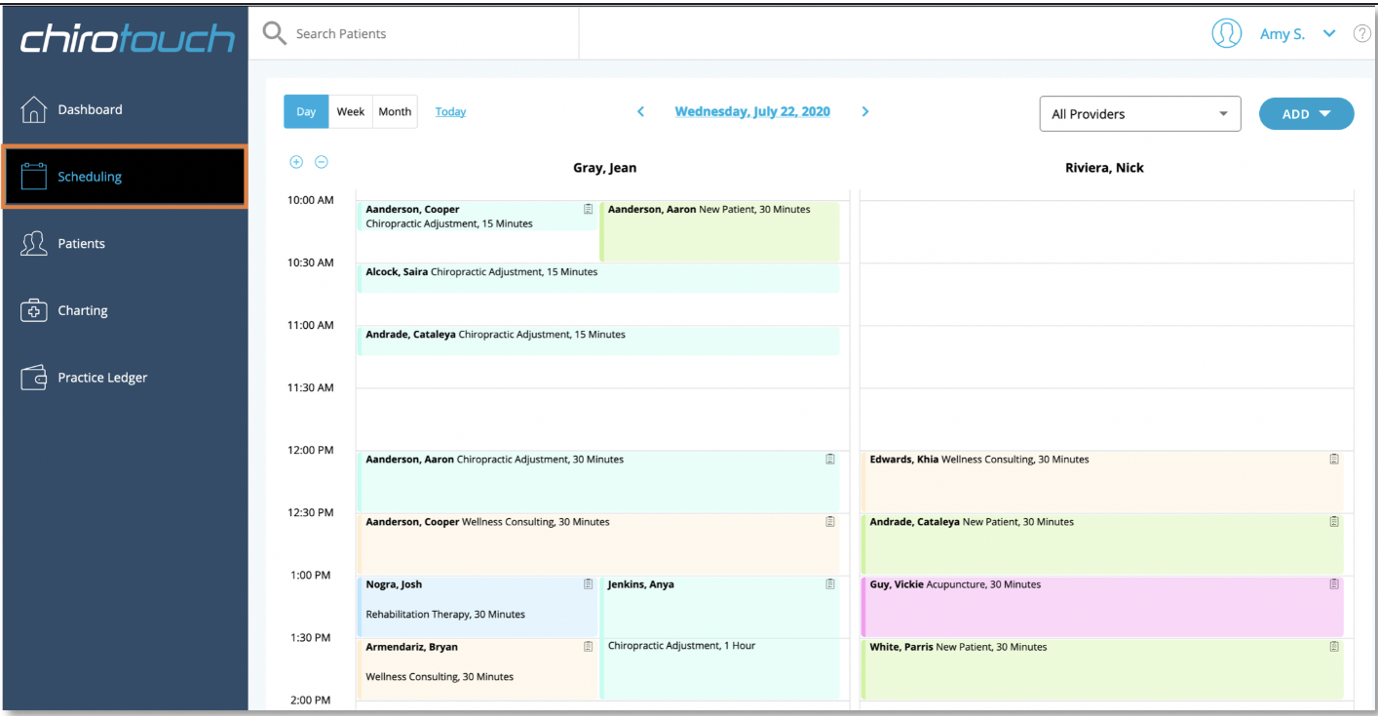 chirotouch
Search Patients
Amy S.
?
Dashboard
Scheduling
Patients
Charting
Practice Ledger
Day Week Month Today
< Wednesday, July 22, 2020 >
All Providers
ADD
Gray, Jean
Riviera, Nick
10:00 AM
Aanderson, Cooper
Chiropractic Adjustment, 15 Minutes
Aanderson, Aaron New Patient, 30 Minutes
10:30 AM
Alcock, Saira Chiropractic Adjustment, 15 Minutes
11:00 AM
Andrade, Cataleya Chiropractic Adjustment, 15 Minutes
11:30 AM
12:00 PM
Aanderson, Aaron Chiropractic Adjustment, 30 Minutes
Edwards, Khia Wellness Consulting, 30 Minutes
12:30 PM
Aanderson, Cooper Wellness Consulting, 30 Minutes
Andrade, Cataleya New Patient, 30 Minutes
1:00 PM
Nogra, Josh
Rehabilitation Therapy, 30 Minutes
Jenkins, Anya
Chiropractic Adjustment, 1 Hour
Guy, Vickie Acupuncture, 30 Minutes
1:30 PM
Armendariz, Bryan
Wellness Consulting, 30 Minutes
White, Parris New Patient, 30 Minutes
2:00 PM